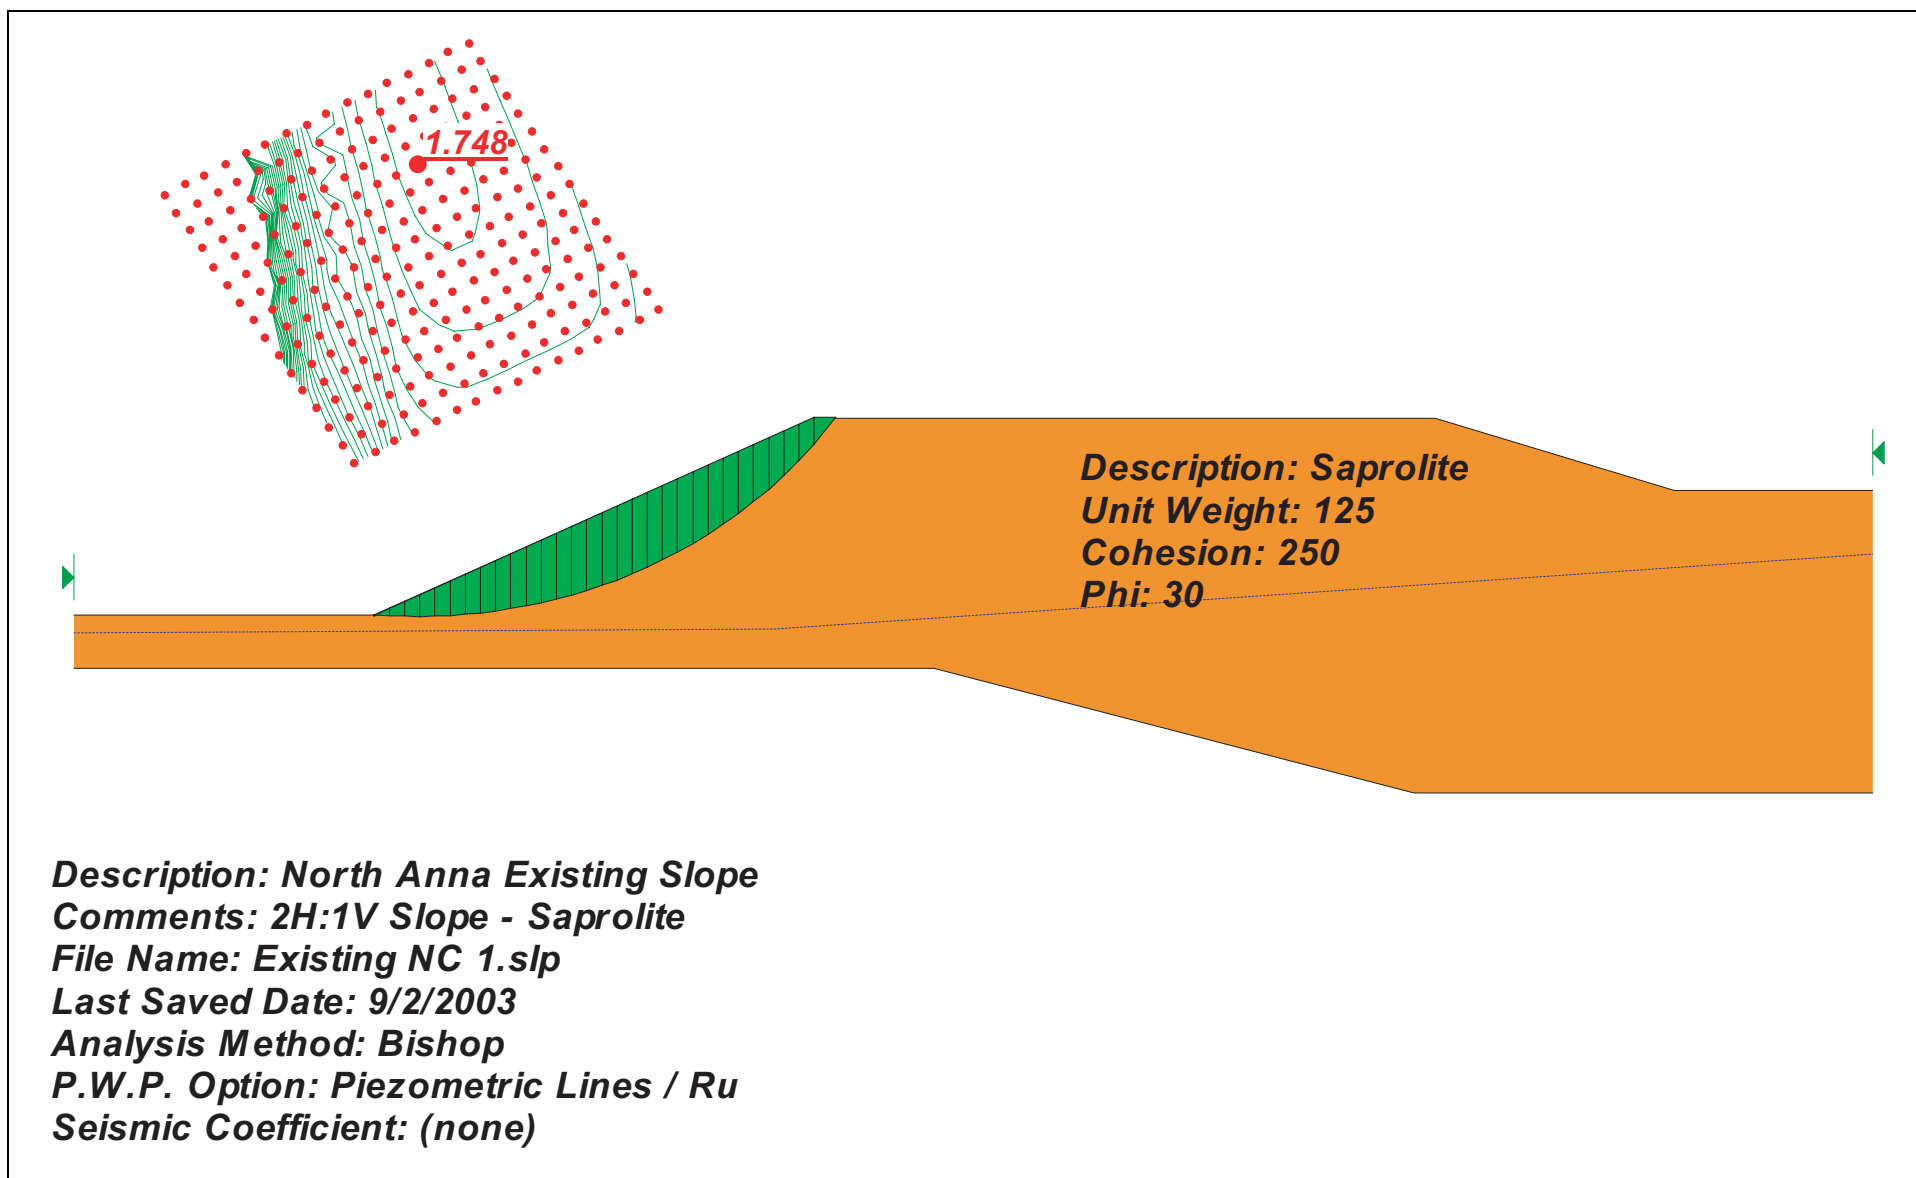 1.748
Description: Saprolite
Unit Weight: 125
Cohesion: 250
Phi: 30
Description: North Anna Existing Slope
Comments: 2H:1V Slope - Saprolite
File Name: Existing NC 1.slp
Last Saved Date: 9/2/2003
Analysis Method: Bishop
P.W.P. Option: Piezometric Lines / Ru
Seismic Coefficient: (none)